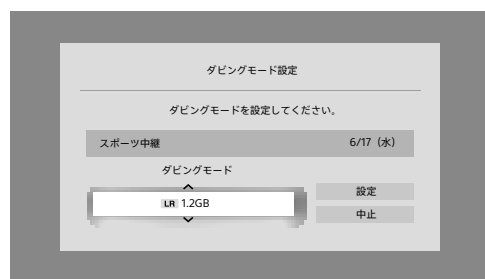 ダビングモード設定
ダビングモードを設定してください。
スポーツ中継 6/17（水）
ダビングモード
LR 1.2GB
設定
中止